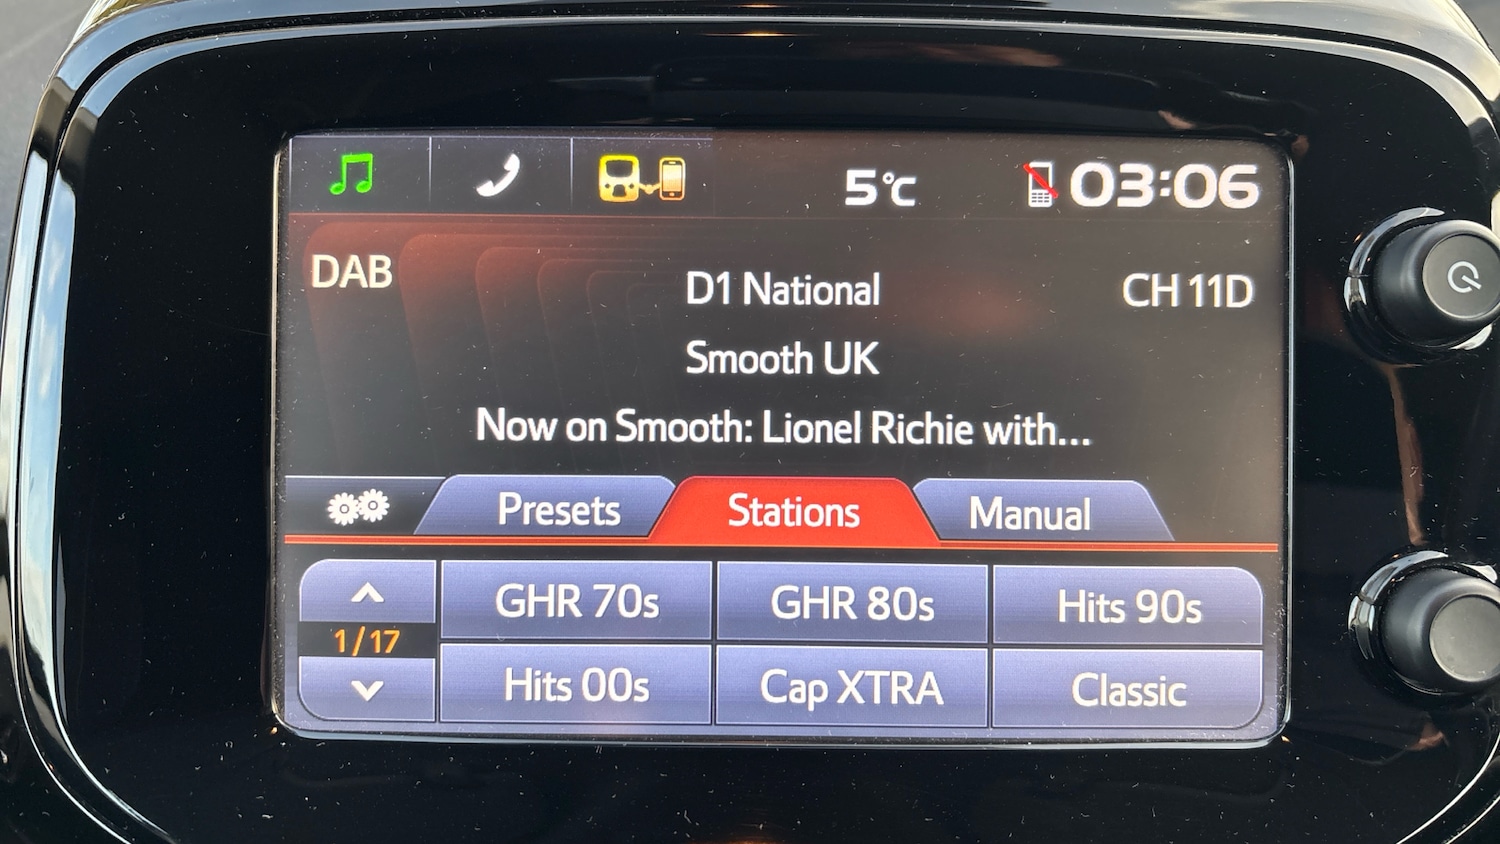 5°C 03:06
DAB D1 National CH 11D
Smooth UK
Now on Smooth: Lionel Richie with...
Presets Stations Manual
GHR 70s GHR 80s Hits 90s
1/17
Hits 00s Cap XTRA Classic